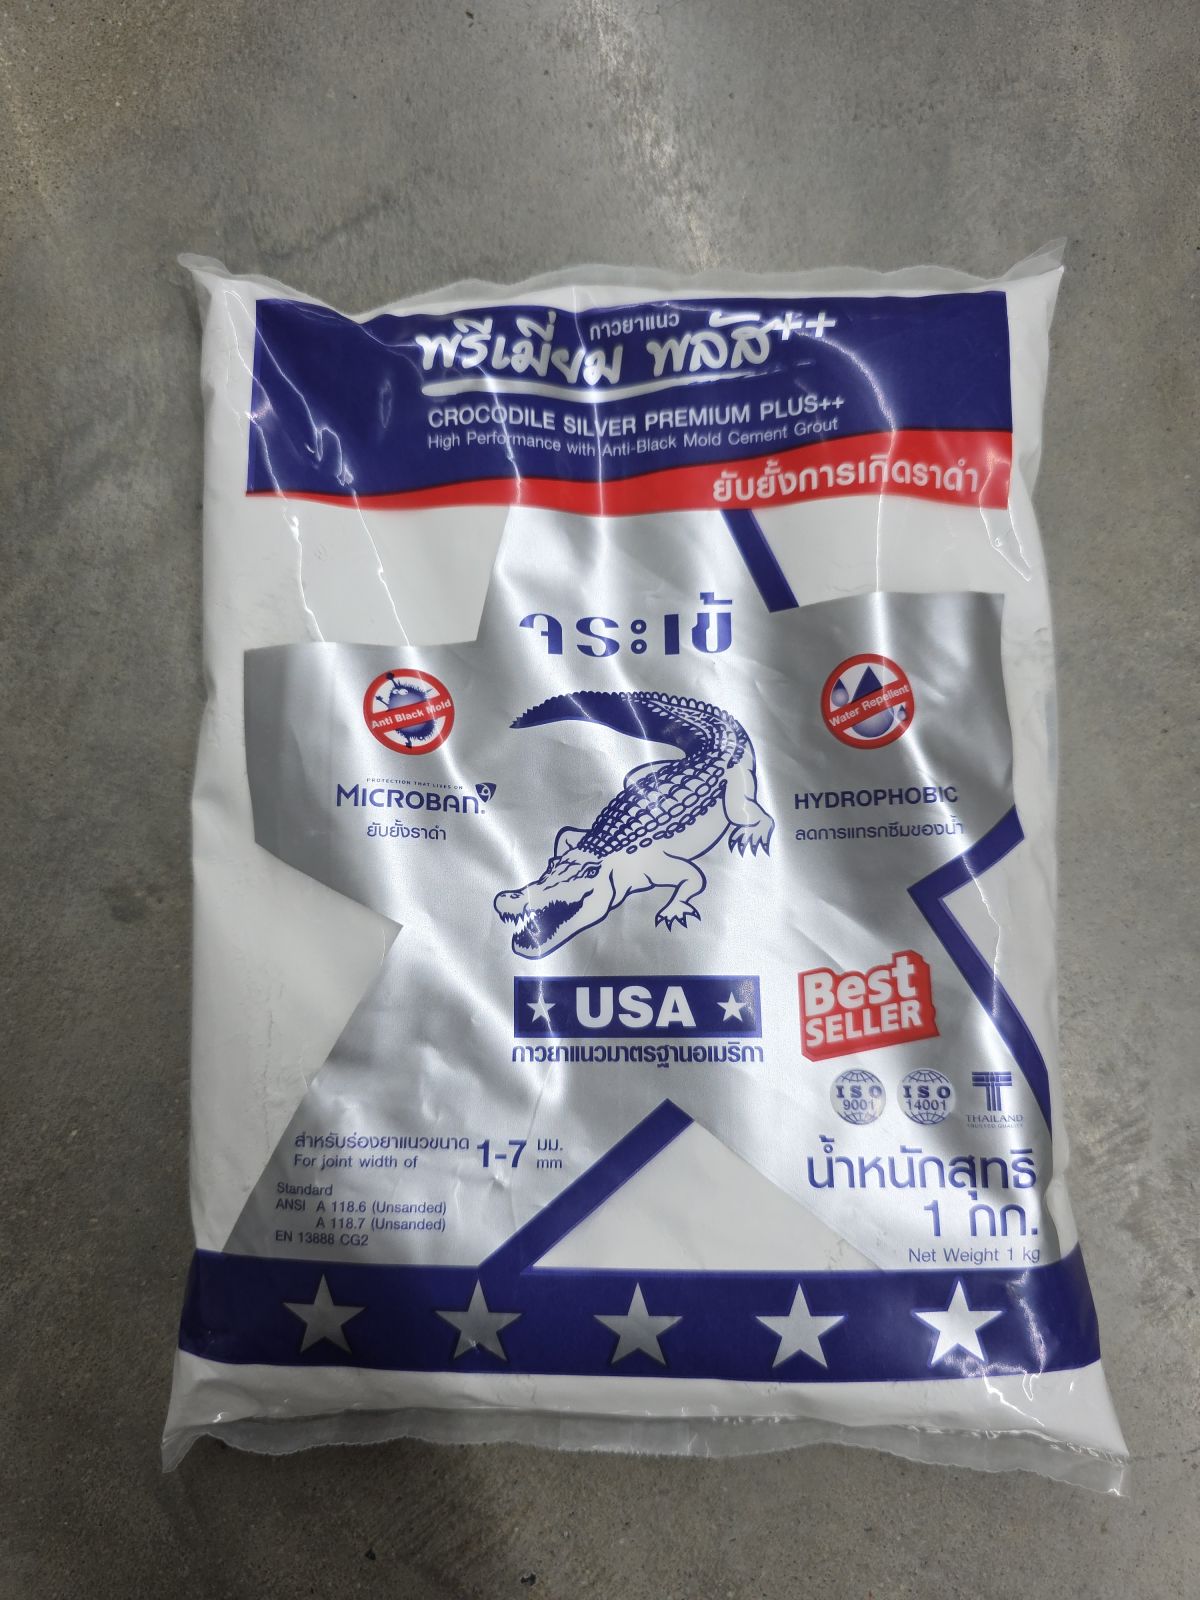 กาวยาแนว
พรีเมี่ยม พลัส++
CROCODILE SILVER PREMIUM PLUS++
High Performance with Anti-Black Mold Cement Grout
ยับยั้งการเกิดราดำ
จระเข้
Anti Black Mold
Water Repellent
PROTECTION THAT LIVES ON
MICROBAN.
ยับยั้งราดำ
HYDROPHOBIC
ลดการแทรกซึมของน้ำ
USA
กาวยาแนวมาตรฐานอเมริกา
Best
SELLER
ISO
9001
ISO
14001
THAILAND
TRUSTED QUALITY
สำหรับร่องยาแนวขนาด 1-7 มม.
For joint width of mm
Standard
ANSI A 118.6 (Unsanded)
A 118.7 (Unsanded)
EN 13888 CG2
น้ำหนักสุทธิ
1 กก.
Net Weight 1 kg